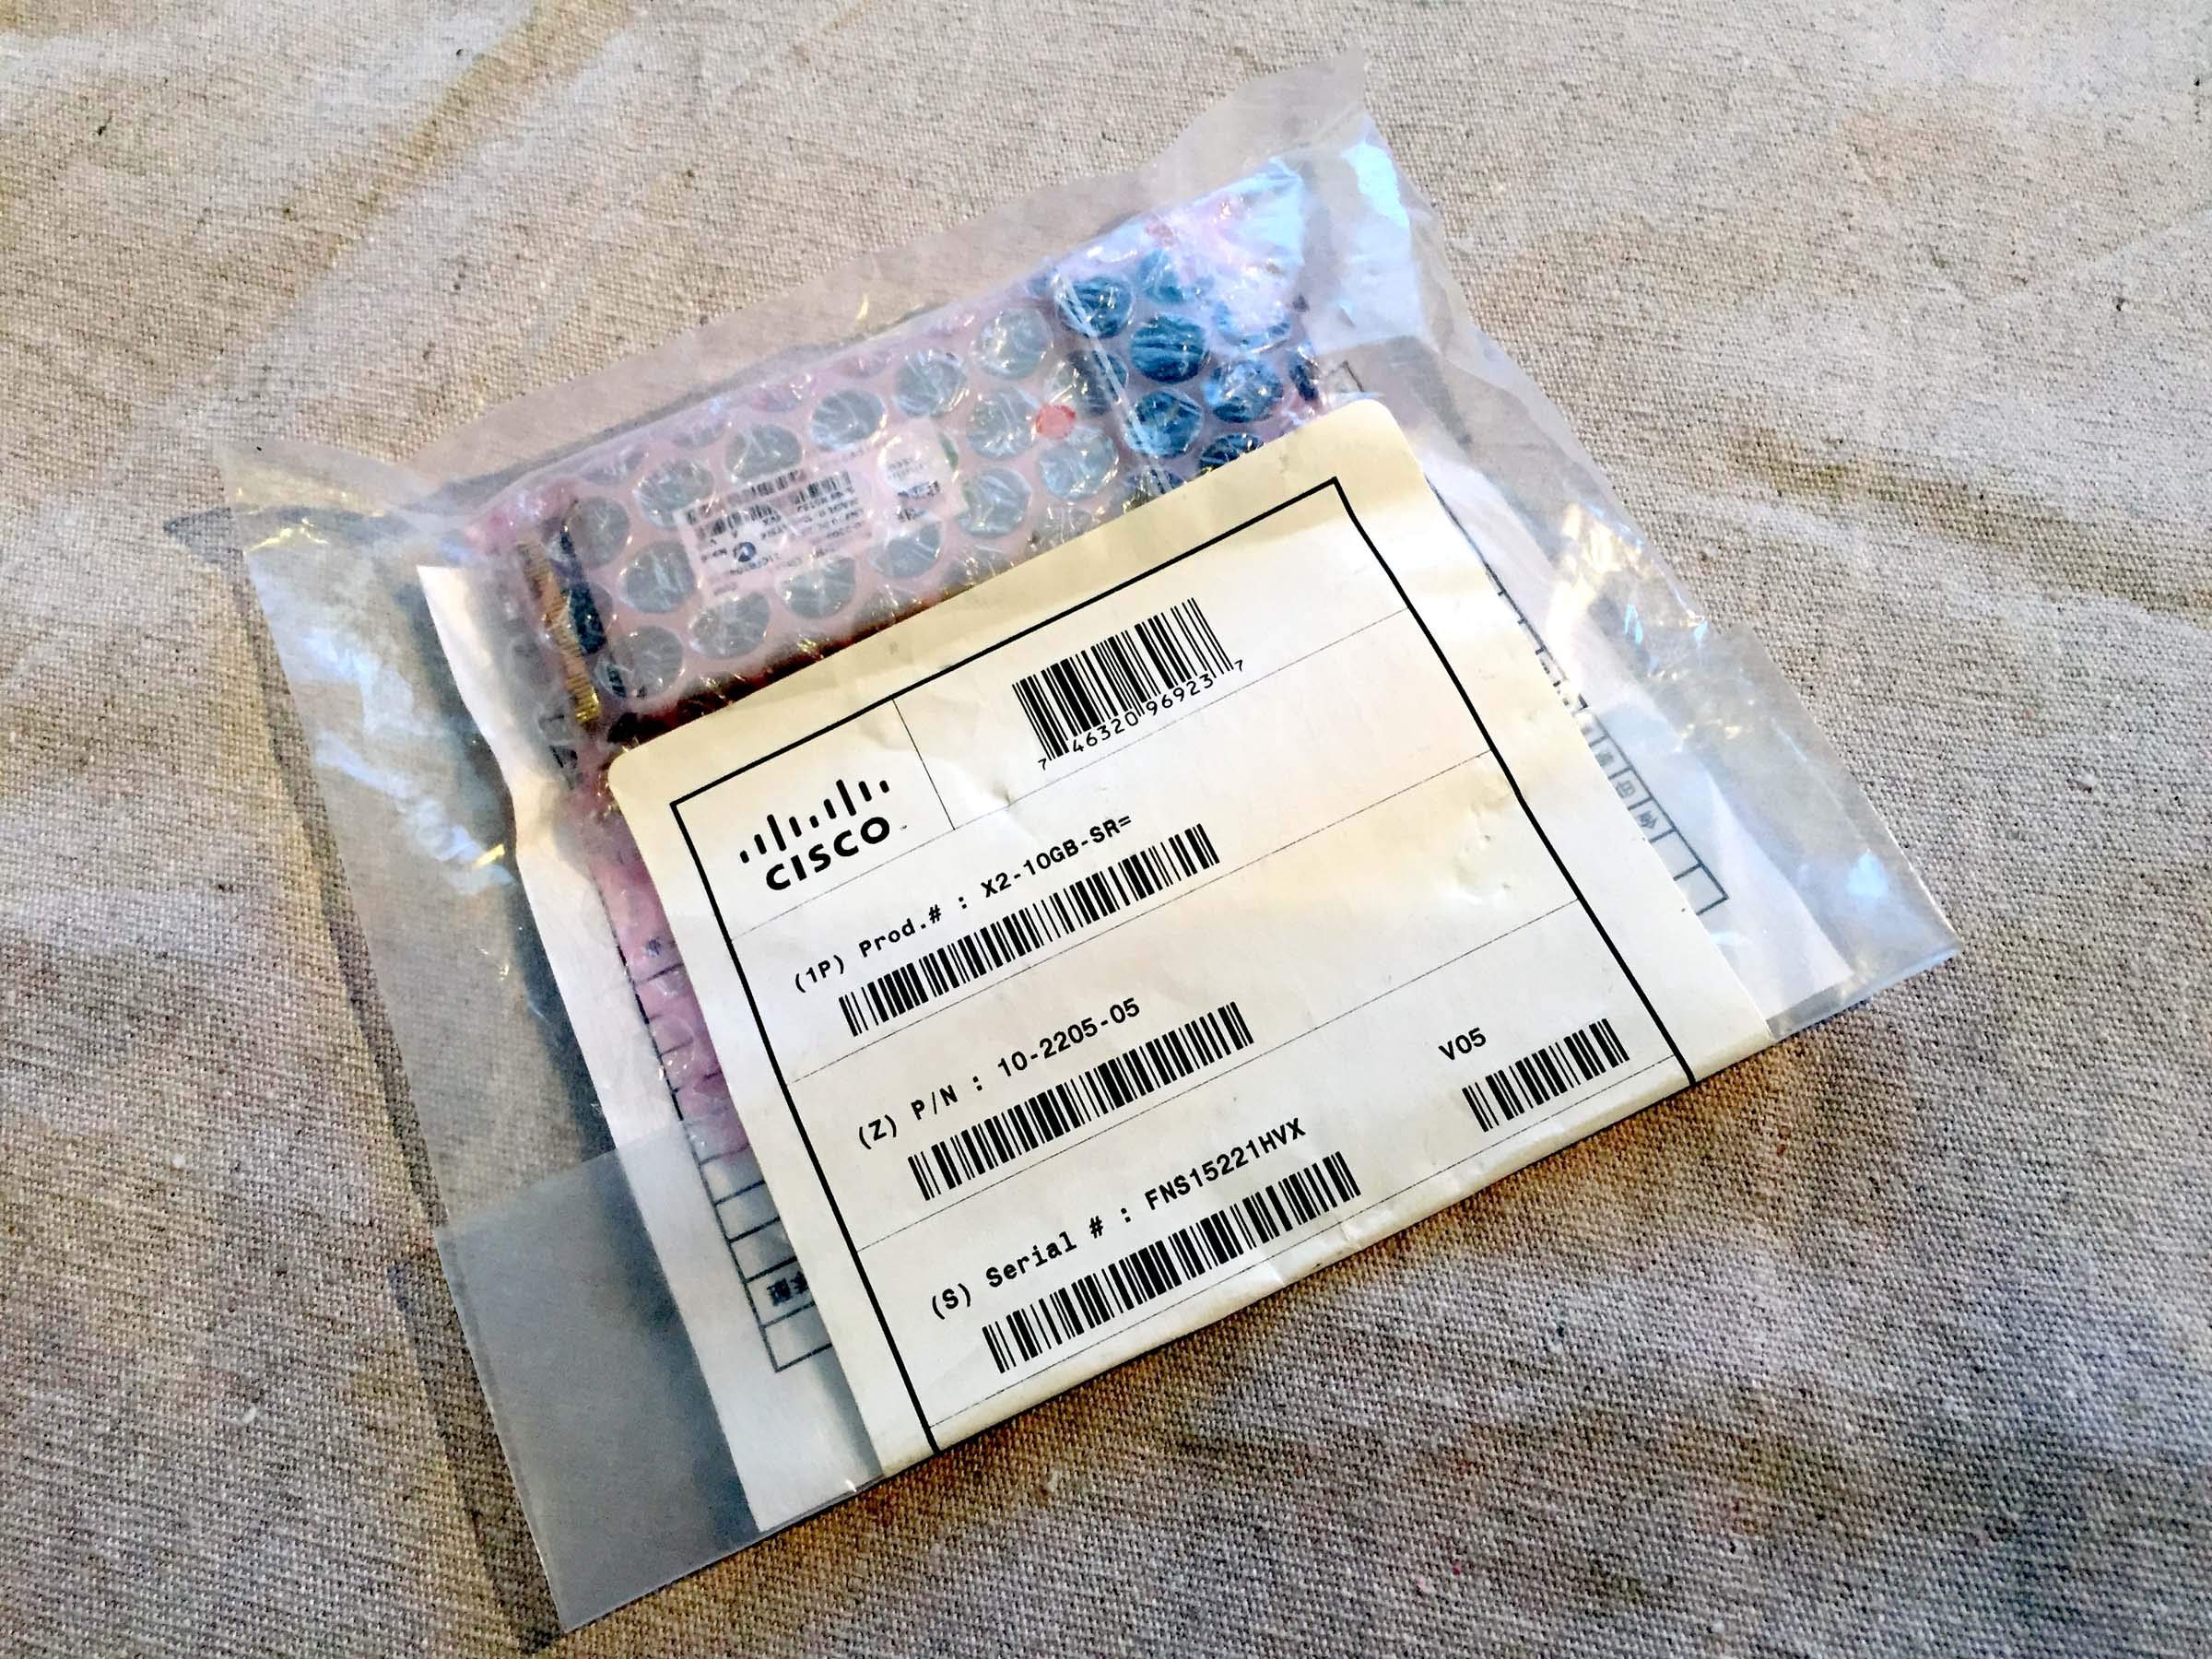 7 46320 96923 7
CISCO
(1P) Prod.# : X2-10GB-SR=
(Z) P/N : 10-2205-05
V05
(S) Serial # : FNS15221HVX